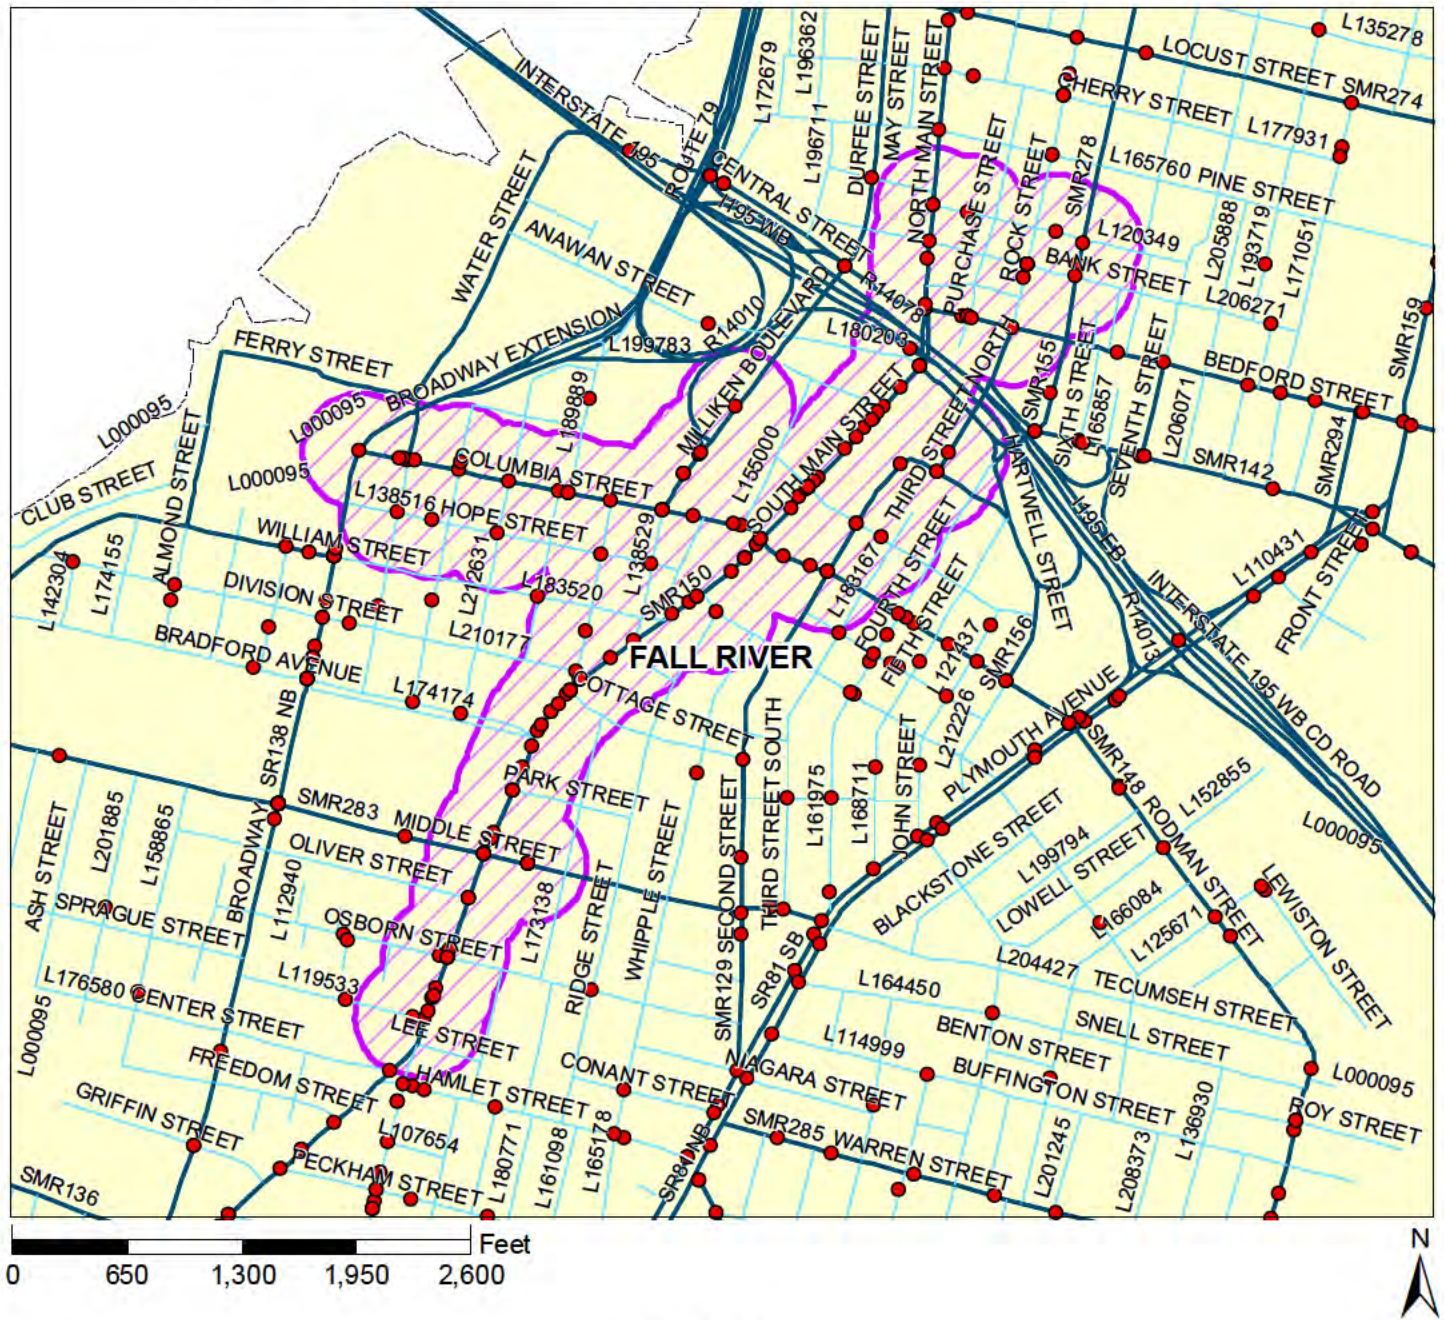 L135278
LOCUST STREET SMR274
L196362
L172679
INTERSTATE 195
DURFEE STREET
MAY STREET
NORTH MAIN STREET
CHERRY STREET
L177931
ROUTE 79
L196711
PURCHASE STREET
ROCK STREET
SMR278
L165760 PINE STREET
CENTRAL STREET
WATER STREET
I195 WB
L120349
L205888
L193719
L171051
ANAWAN STREET
BANK STREET
R14078
L206271
BROADWAY EXTENSION
R14010
MILLIKEN BOULEVARD
L180203
SMR159
FERRY STREET
L199783
THIRD STREET NORTH
SMR155
SIXTH STREET
L165857
SEVENTH STREET
L206071
BEDFORD STREET
L189889
L000095
L000095
ALMOND STREET
SOUTH MAIN STREET
L155000
HARTWELL STREET
SMR142
SMR294
CLUB STREET
L000095
COLUMBIA STREET
L138516 HOPE STREET
L138529
THIRD STREET
FOURTH STREET
I195 EB
WILLIAM STREET
L142304
L174155
L212631
L183520
SMR150
L183167
FIFTH STREET
L110431
FRONT STREET
DIVISION STREET
BRADFORD AVENUE
L210177
FALL RIVER
L121437
SMR156
R14013
INTERSTATE 195 WB CD ROAD
L174174
COTTAGE STREET
L212226
PLYMOUTH AVENUE
SR138 NB
BROADWAY
PARK STREET
SMR283
MIDDLE STREET
THIRD STREET SOUTH
L161975
L168711
JOHN STREET
SMR148
RODMAN STREET
L152855
L000095
ASH STREET
L201885
L158865
OLIVER STREET
WHIPPLE STREET
SMR129 SECOND STREET
BLACKSTONE STREET
L199794
LOWELL STREET
L166084
L125671
LEWISTON STREET
L112940
SPRAGUE STREET
OSBORN STREET
L173138
RIDGE STREET
SR81 SB
L204427
TECUMSEH STREET
L176580 CENTER STREET
L119533
L164450
LEE STREET
L114999
BENTON STREET
SNELL STREET
L000095
FREEDOM STREET
HAMLET STREET
CONANT STREET
NIAGARA STREET
BUFFINGTON STREET
L000095
GRIFFIN STREET
L107654
L136930
ROY STREET
SMR136
PECKHAM STREET
L180771
L161098
L165178
SR81 NB
SMR285 WARREN STREET
L201245
L208373
Feet
0 650 1,300 1,950 2,600
N